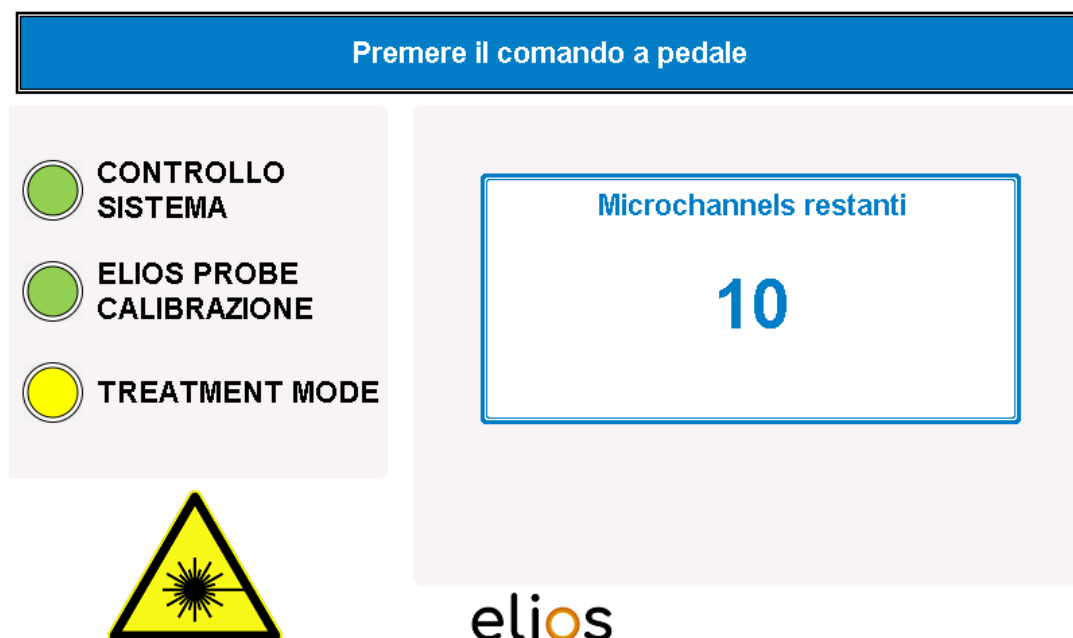 Premere il comando a pedale
CONTROLLO
SISTEMA
ELIOS PROBE
CALIBRAZIONE
TREATMENT MODE
Microchannels restanti
10
elios